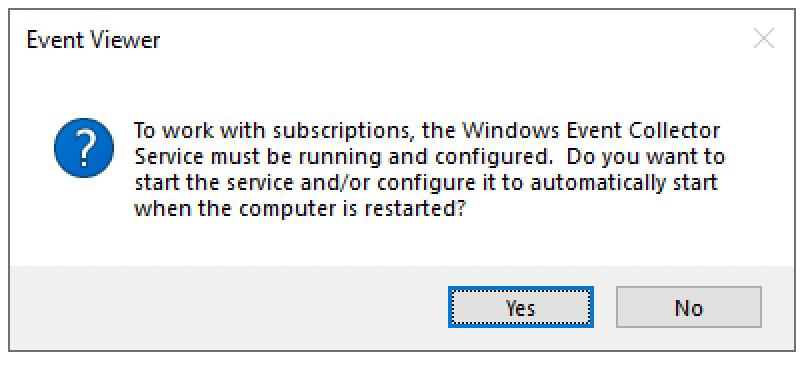 Event Viewer
?
To work with subscriptions, the Windows Event Collector
Service must be running and configured.  Do you want to
start the service and/or configure it to automatically start
when the computer is restarted?
Yes
No